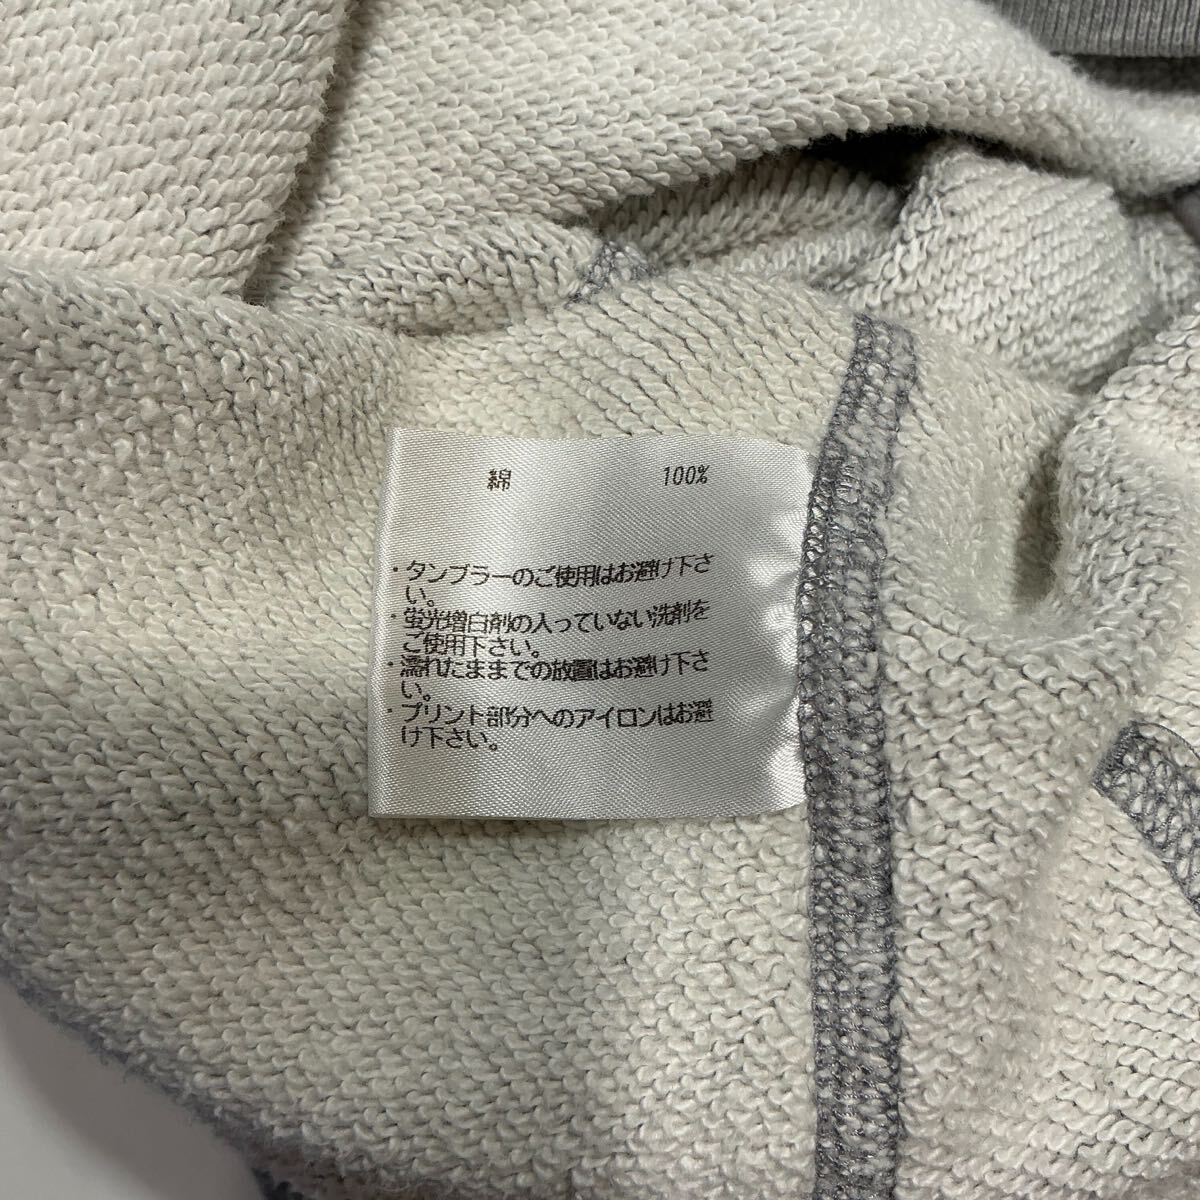 綿 100%
・タンブラーのご使用はお避け下さ
い。
・蛍光増白剤の入っていない洗剤を
ご使用下さい。
・濡れたままでの放置はお避け下さ
い。
・プリント部分へのアイロンはお避
け下さい。